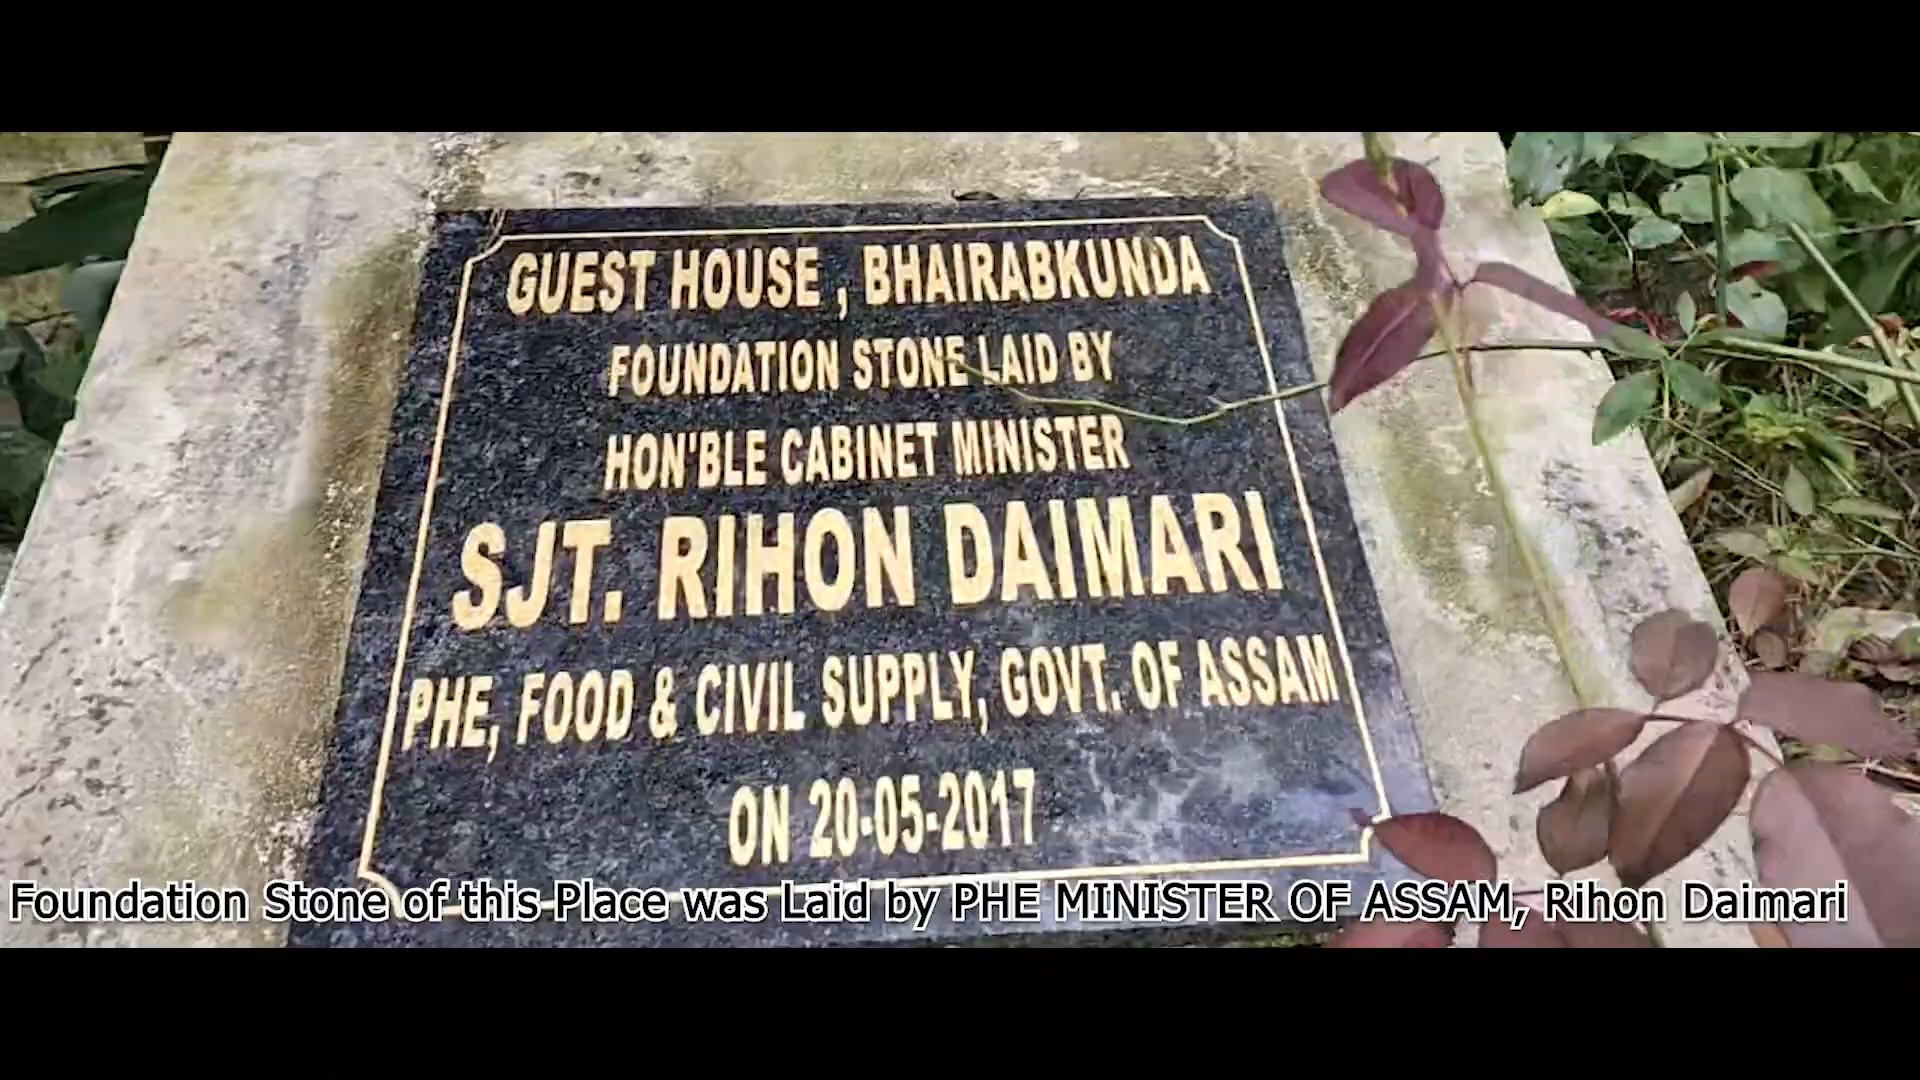 GUEST HOUSE , BHAIRABKUNDA
FOUNDATION STONE LAID BY
HON'BLE CABINET MINISTER
SJT. RIHON DAIMARI
PHE, FOOD & CIVIL SUPPLY, GOVT. OF ASSAM
ON 20-05-2017
Foundation Stone of this Place was Laid by PHE MINISTER OF ASSAM, Rihon Daimari